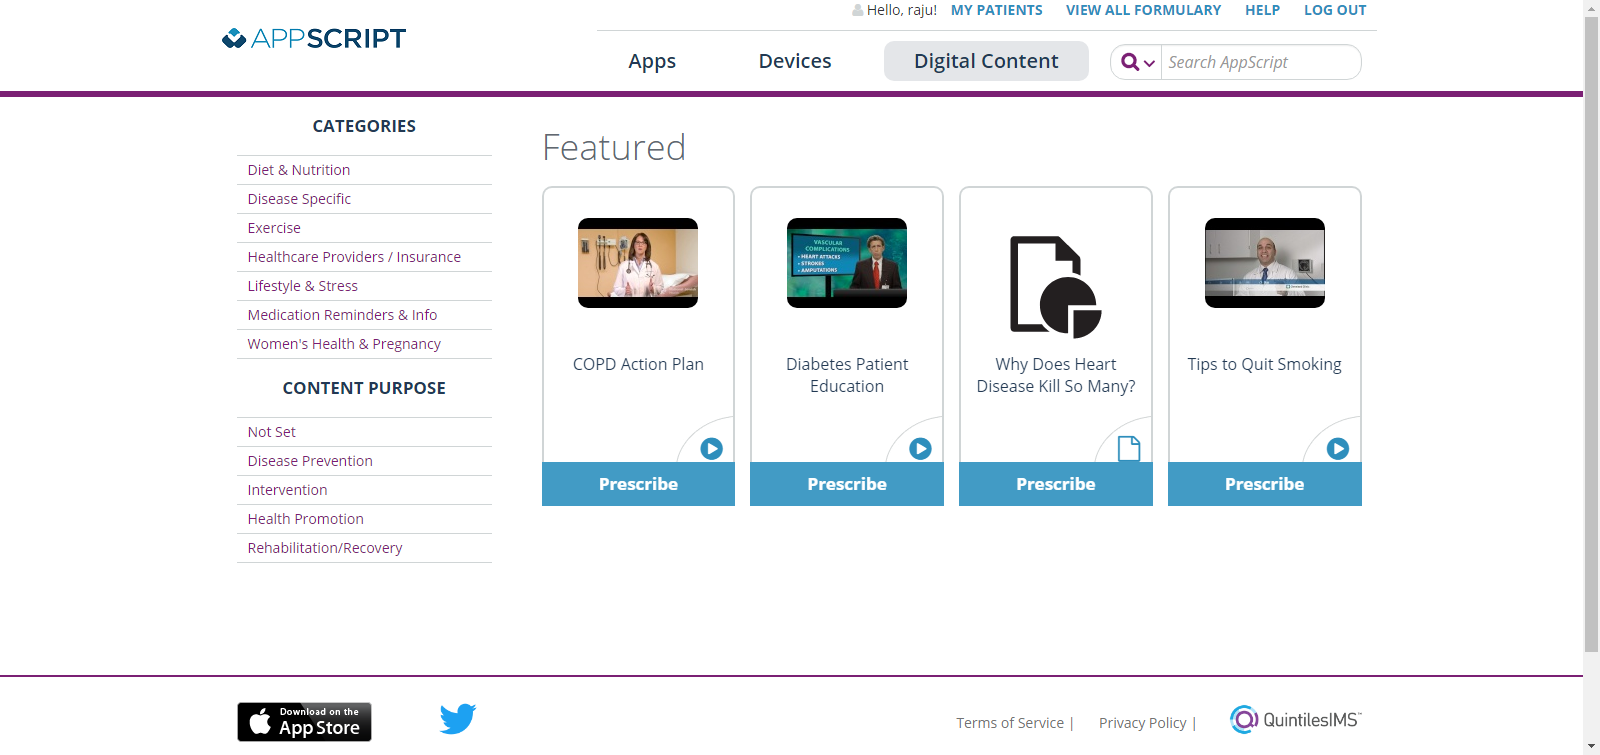 Hello, raju! MY PATIENTS VIEW ALL FORMULARY HELP LOG OUT
APPSCRIPT
Apps Devices Digital Content Search AppScript
CATEGORIES
Diet & Nutrition
Disease Specific
Exercise
Healthcare Providers / Insurance
Lifestyle & Stress
Medication Reminders & Info
Women's Health & Pregnancy
CONTENT PURPOSE
Not Set
Disease Prevention
Intervention
Health Promotion
Rehabilitation/Recovery
Featured
COPD Action Plan
Prescribe
VASCULAR
COMPLICATIONS
• HEART ATTACKS
• STROKES
• AMPUTATIONS
Diabetes Patient
Education
Prescribe
Why Does Heart
Disease Kill So Many?
Prescribe
Tips to Quit Smoking
Prescribe
Download on the
App Store
Terms of Service |
Privacy Policy |
QuintilesIMS™